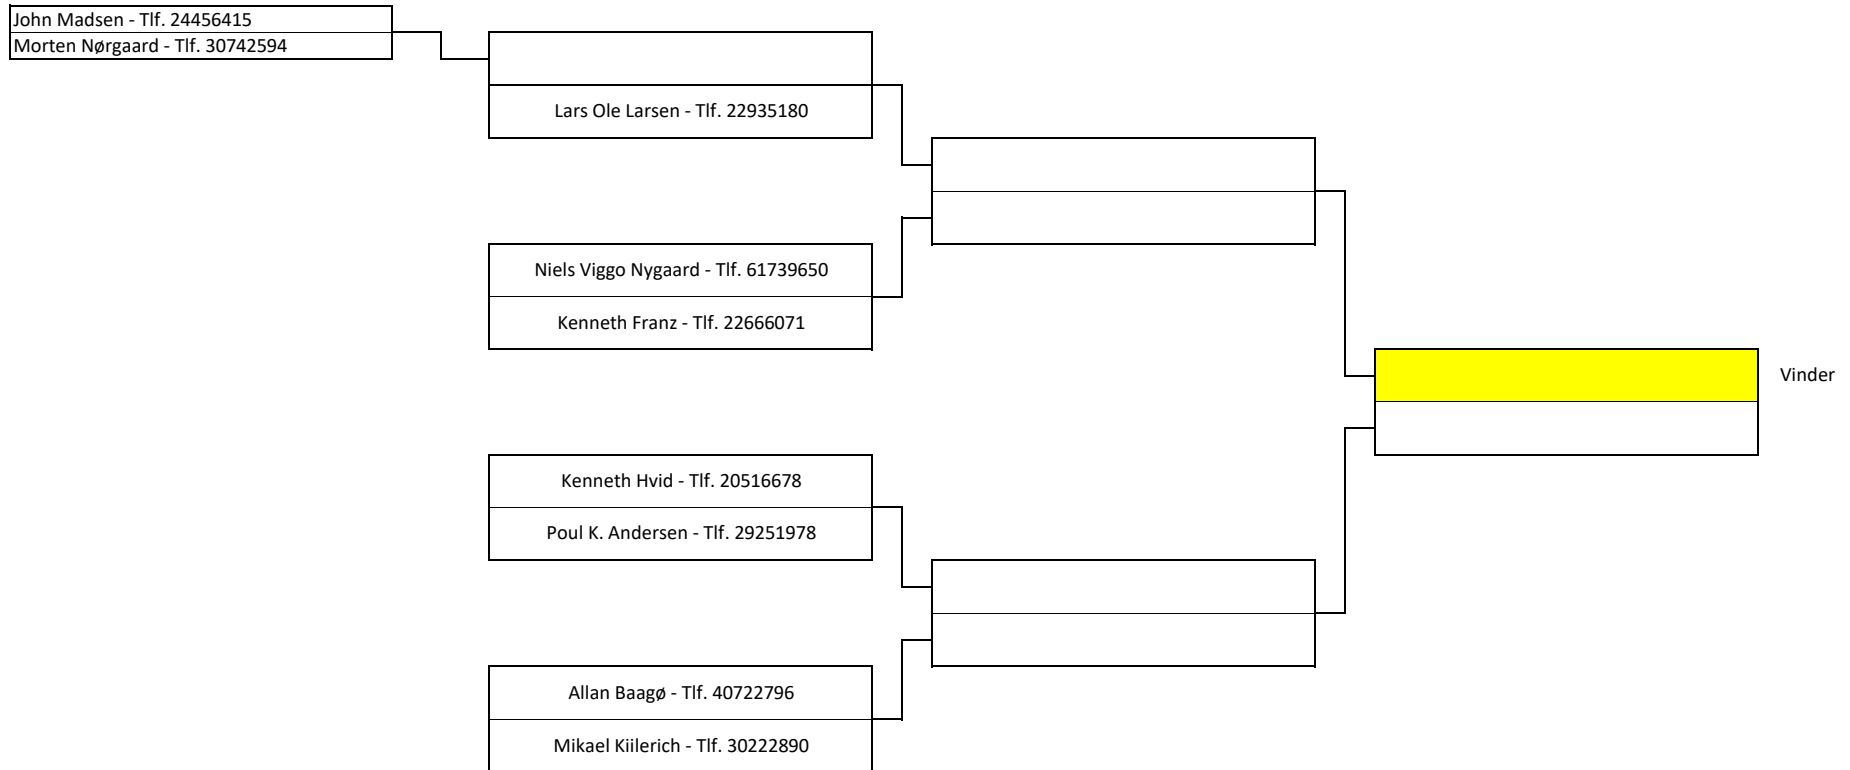 John Madsen - Tlf. 24456415
Morten Nørgaard - Tlf. 30742594
Lars Ole Larsen - Tlf. 22935180
Niels Viggo Nygaard - Tlf. 61739650
Kenneth Franz - Tlf. 22666071
Vinder
Kenneth Hvid - Tlf. 20516678
Poul K. Andersen - Tlf. 29251978
Allan Baagø - Tlf. 40722796
Mikael Kiilerich - Tlf. 30222890